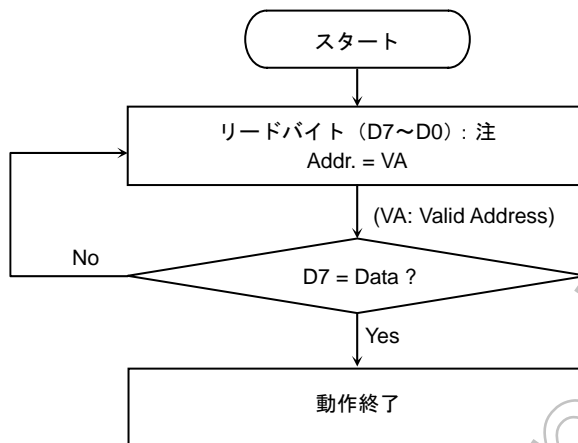 スタート
リードバイト (D7～D0) : 注
Addr. = VA
(VA: Valid Address)
No
D7 = Data ?
Yes
動作終了